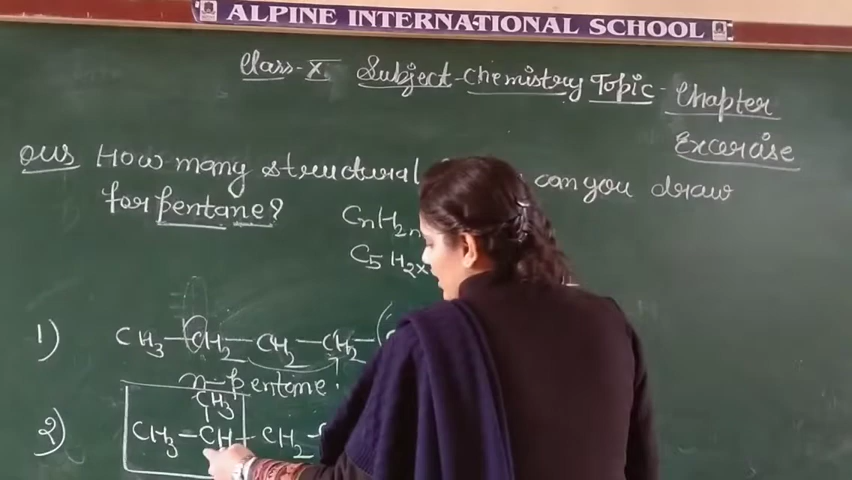 ALPINE INTERNATIONAL SCHOOL
Class-X Subject-Chemistry Topic-Chapter
Excercise
Ques How many structural can you draw
for pentane?
CnH2n
C5H2x
1) CH3-CH2-CH2-CH2-
n-pentane
CH3
2) CH3-CH-CH2-